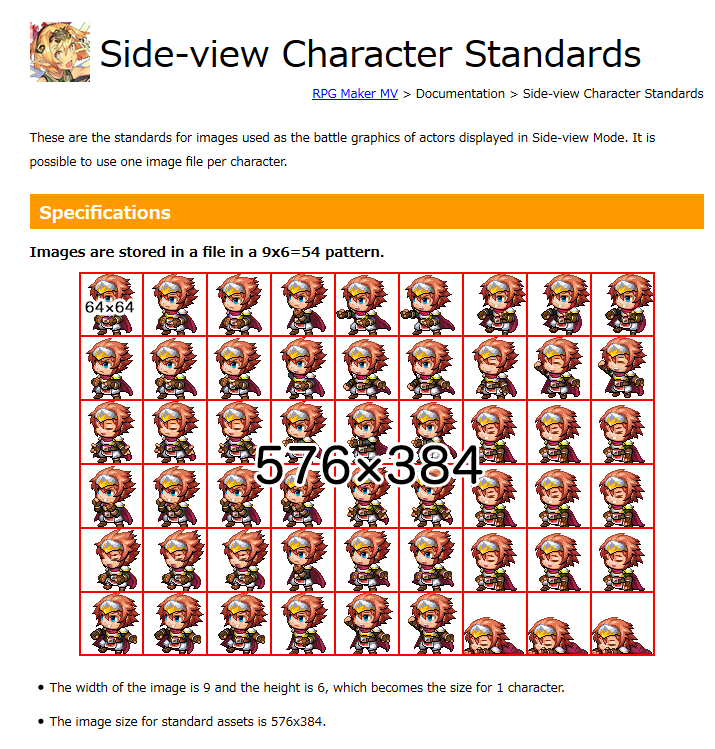 Side-view Character Standards
RPG Maker MV > Documentation > Side-view Character Standards
These are the standards for images used as the battle graphics of actors displayed in Side-view Mode. It is
possible to use one image file per character.
Specifications
Images are stored in a file in a 9x6=54 pattern.
64×64
576×384
• The width of the image is 9 and the height is 6, which becomes the size for 1 character.
• The image size for standard assets is 576x384.